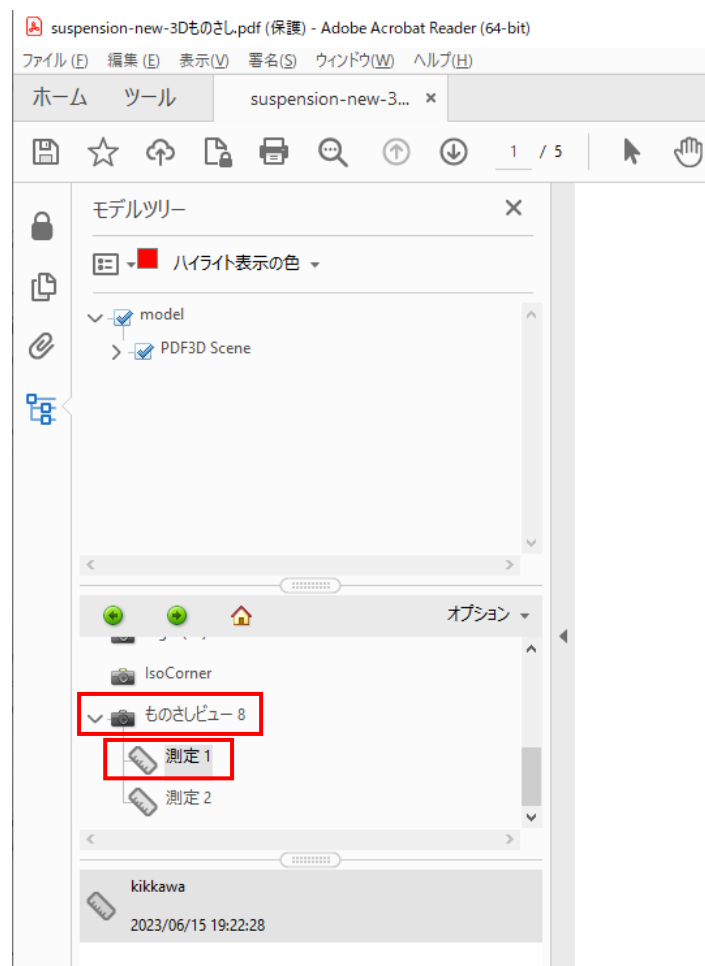 suspension-new-3Dものさし.pdf (保護) - Adobe Acrobat Reader (64-bit)
ファイル(F) 編集(E) 表示(V) 署名(S) ウィンドウ(W) ヘルプ(H)
ホーム ツール suspension-new-3... ×
1 / 5
モデルツリー
ハイライト表示の色
model
PDF3D Scene
オプション
IsoCorner
ものさしビュー 8
測定 1
測定 2
kikkawa
2023/06/15 19:22:28